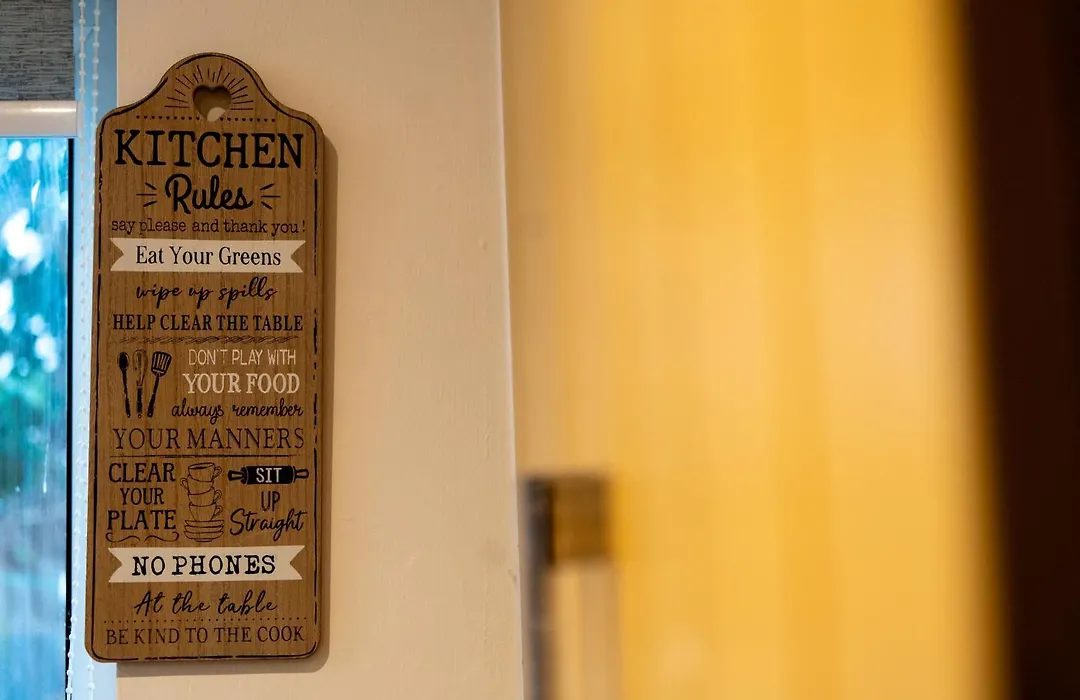 KITCHEN
Rules
say please and thank you!
Eat Your Greens
wipe up spills
HELP CLEAR THE TABLE
DON'T PLAY WITH
YOUR FOOD
always remember
YOUR MANNERS
CLEAR
YOUR
PLATE
SIT
UP
Straight
NO PHONES
At the table
BE KIND TO THE COOK